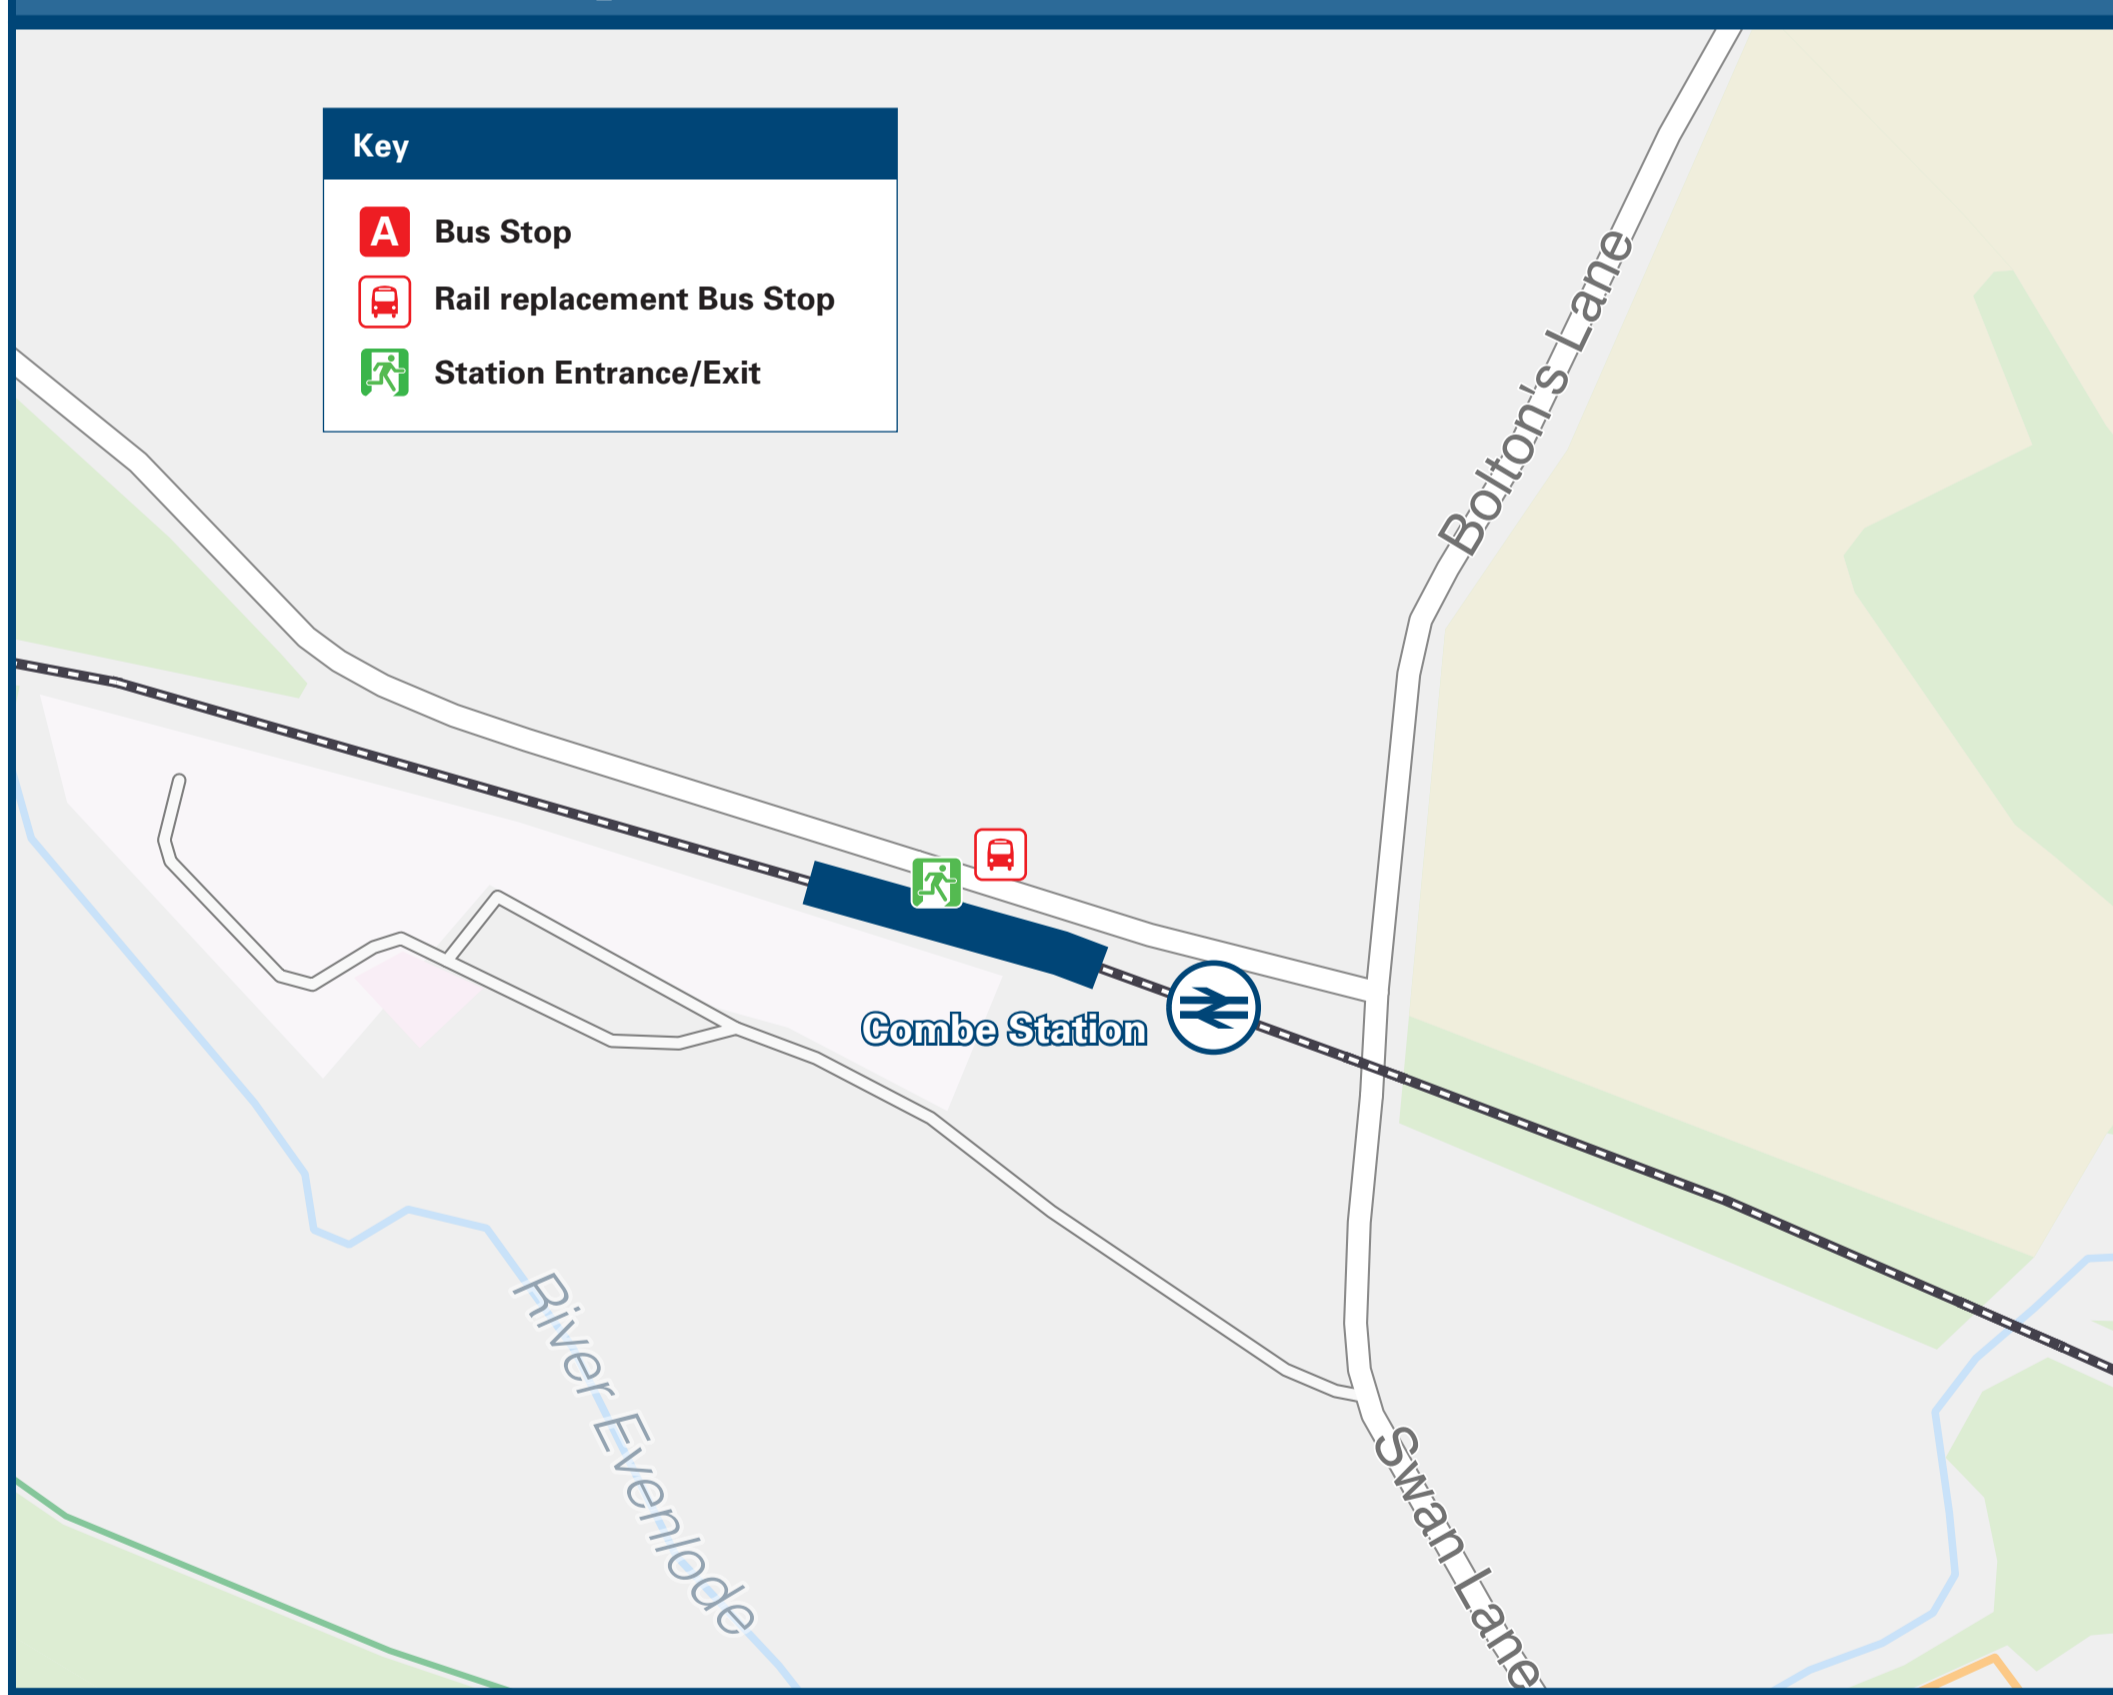 Key
A
Bus Stop
Rail replacement Bus Stop
Station Entrance/Exit
Bolton's Lane
Combe Station
River Evenlode
Swan Lane